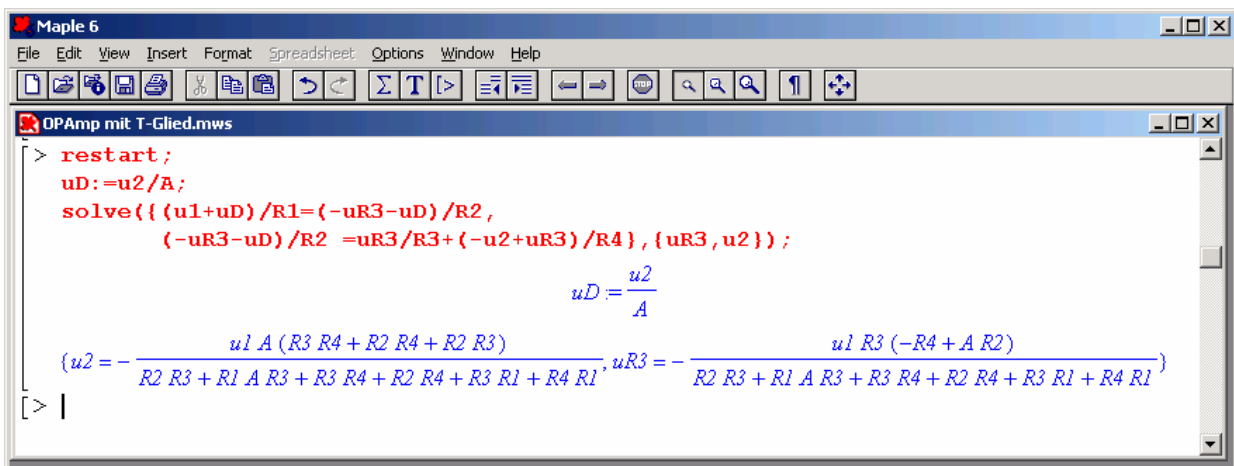 Maple 6
File Edit View Insert Format Spreadsheet Options Window Help
Σ T [> STOP ¶
OPAmp mit T-Glied.mws
[> restart;
uD:=u2/A;
solve({(u1+uD)/R1=(-uR3-uD)/R2,
(-uR3-uD)/R2 =uR3/R3+(-u2+uR3)/R4},{uR3,u2});
uD := u2/A
{u2 = - u1 A (R3 R4 + R2 R4 + R2 R3) / (R2 R3 + R1 A R3 + R3 R4 + R2 R4 + R3 R1 + R4 R1), uR3 = - u1 R3 (-R4 + A R2) / (R2 R3 + R1 A R3 + R3 R4 + R2 R4 + R3 R1 + R4 R1)}
[>